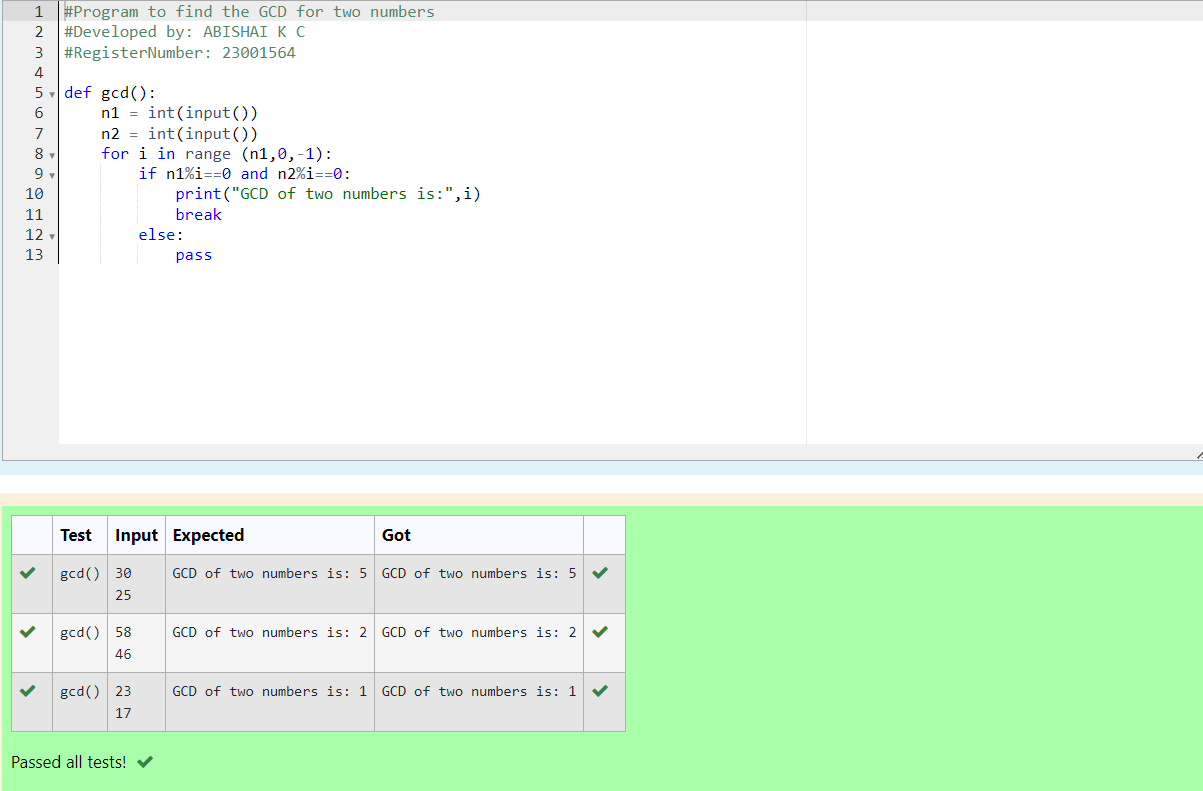 1 #Program to find the GCD for two numbers
2 #Developed by: ABISHAI K C
3 #RegisterNumber: 23001564
4
5 def gcd():
6     n1 = int(input())
7     n2 = int(input())
8     for i in range (n1,0,-1):
9         if n1%i==0 and n2%i==0:
10             print("GCD of two numbers is:",i)
11             break
12         else:
13             pass
Test Input Expected Got
gcd() 30 GCD of two numbers is: 5 GCD of two numbers is: 5
25
gcd() 58 GCD of two numbers is: 2 GCD of two numbers is: 2
46
gcd() 23 GCD of two numbers is: 1 GCD of two numbers is: 1
17
Passed all tests!